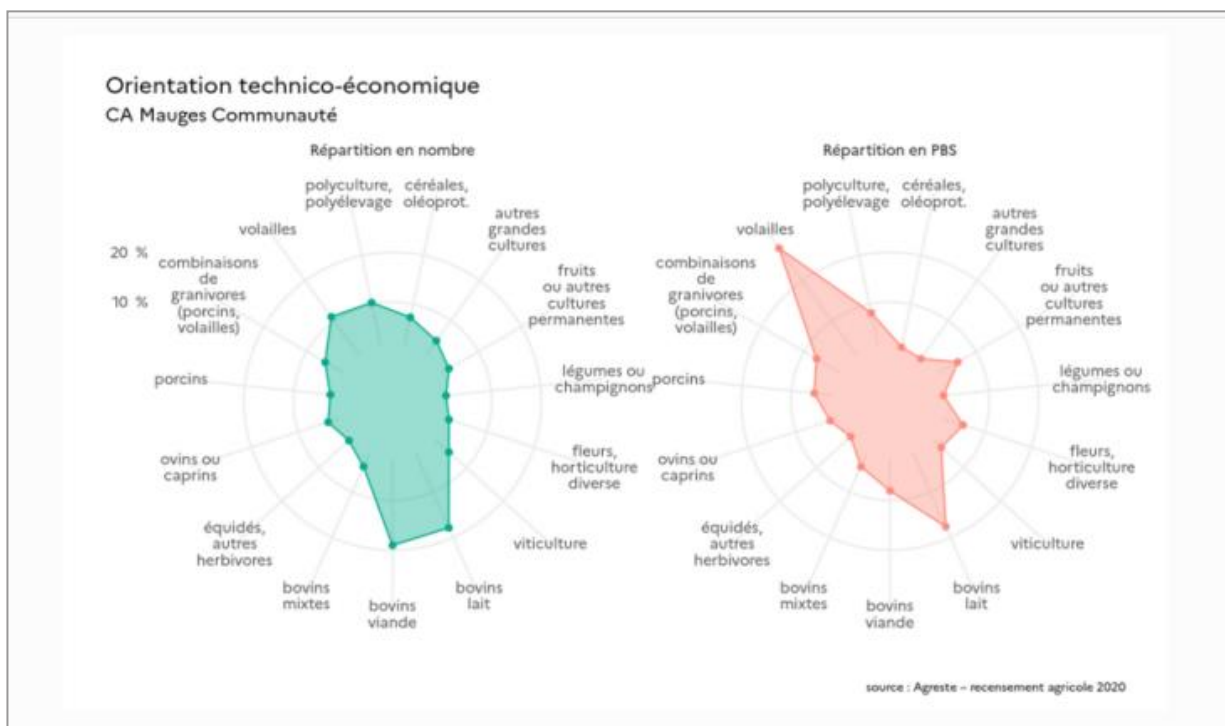 Orientation technico-économique
CA Mauges Communauté
Répartition en nombre
polyculture,
polyélevage
céréales,
oléoprot.
autres
grandes
cultures
fruits
ou autres
cultures
permanentes
légumes ou
champignons
fleurs,
horticulture
diverse
viticulture
bovins
lait
bovins
viande
bovins
mixtes
équidés,
autres
herbivores
ovins ou
caprins
porcins
combinaisons
de
granivores
(porcins,
volailles)
volailles
20 %
10 %
Répartition en PBS
polyculture,
polyélevage
céréales,
oléoprot.
autres
grandes
cultures
fruits
ou autres
cultures
permanentes
légumes ou
champignons
fleurs,
horticulture
diverse
viticulture
bovins
lait
bovins
viande
bovins
mixtes
équidés,
autres
herbivores
ovins ou
caprins
porcins
combinaisons
de
granivores
(porcins,
volailles)
volailles
source : Agreste – recensement agricole 2020